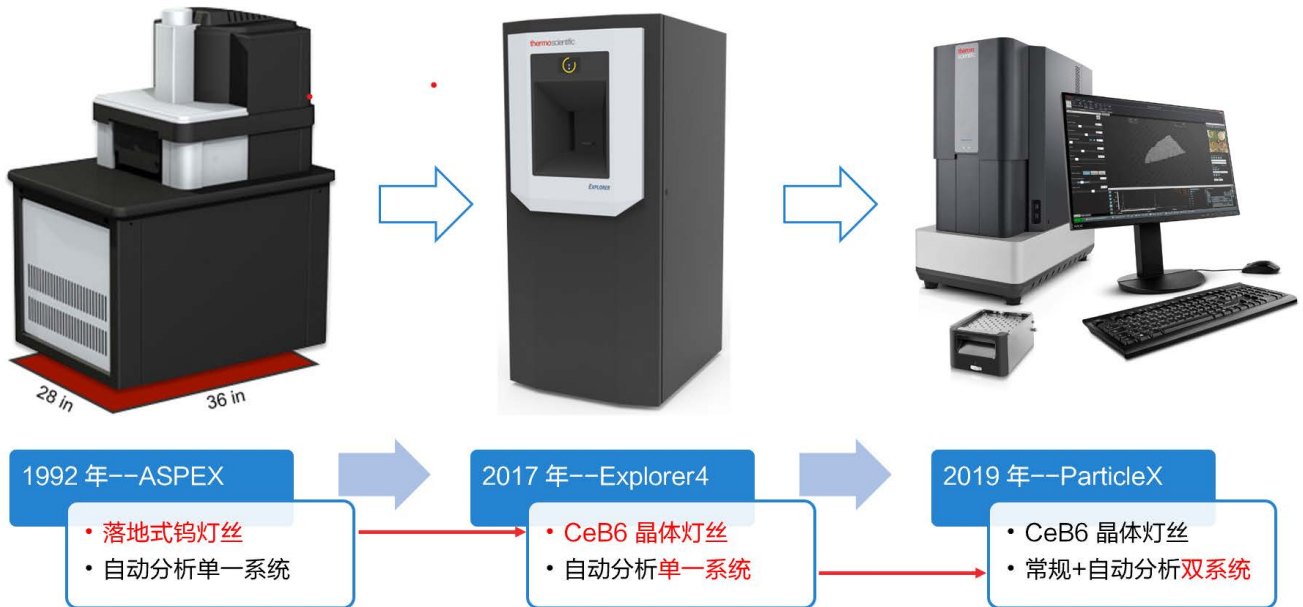 thermo scientific
EXPLORER
thermo
scientific
28 in
36 in
1992 年--ASPEX
• 落地式钨灯丝
• 自动分析单一系统
2017 年--Explorer4
• CeB6 晶体灯丝
• 自动分析单一系统
2019 年--ParticleX
• CeB6 晶体灯丝
• 常规+自动分析双系统